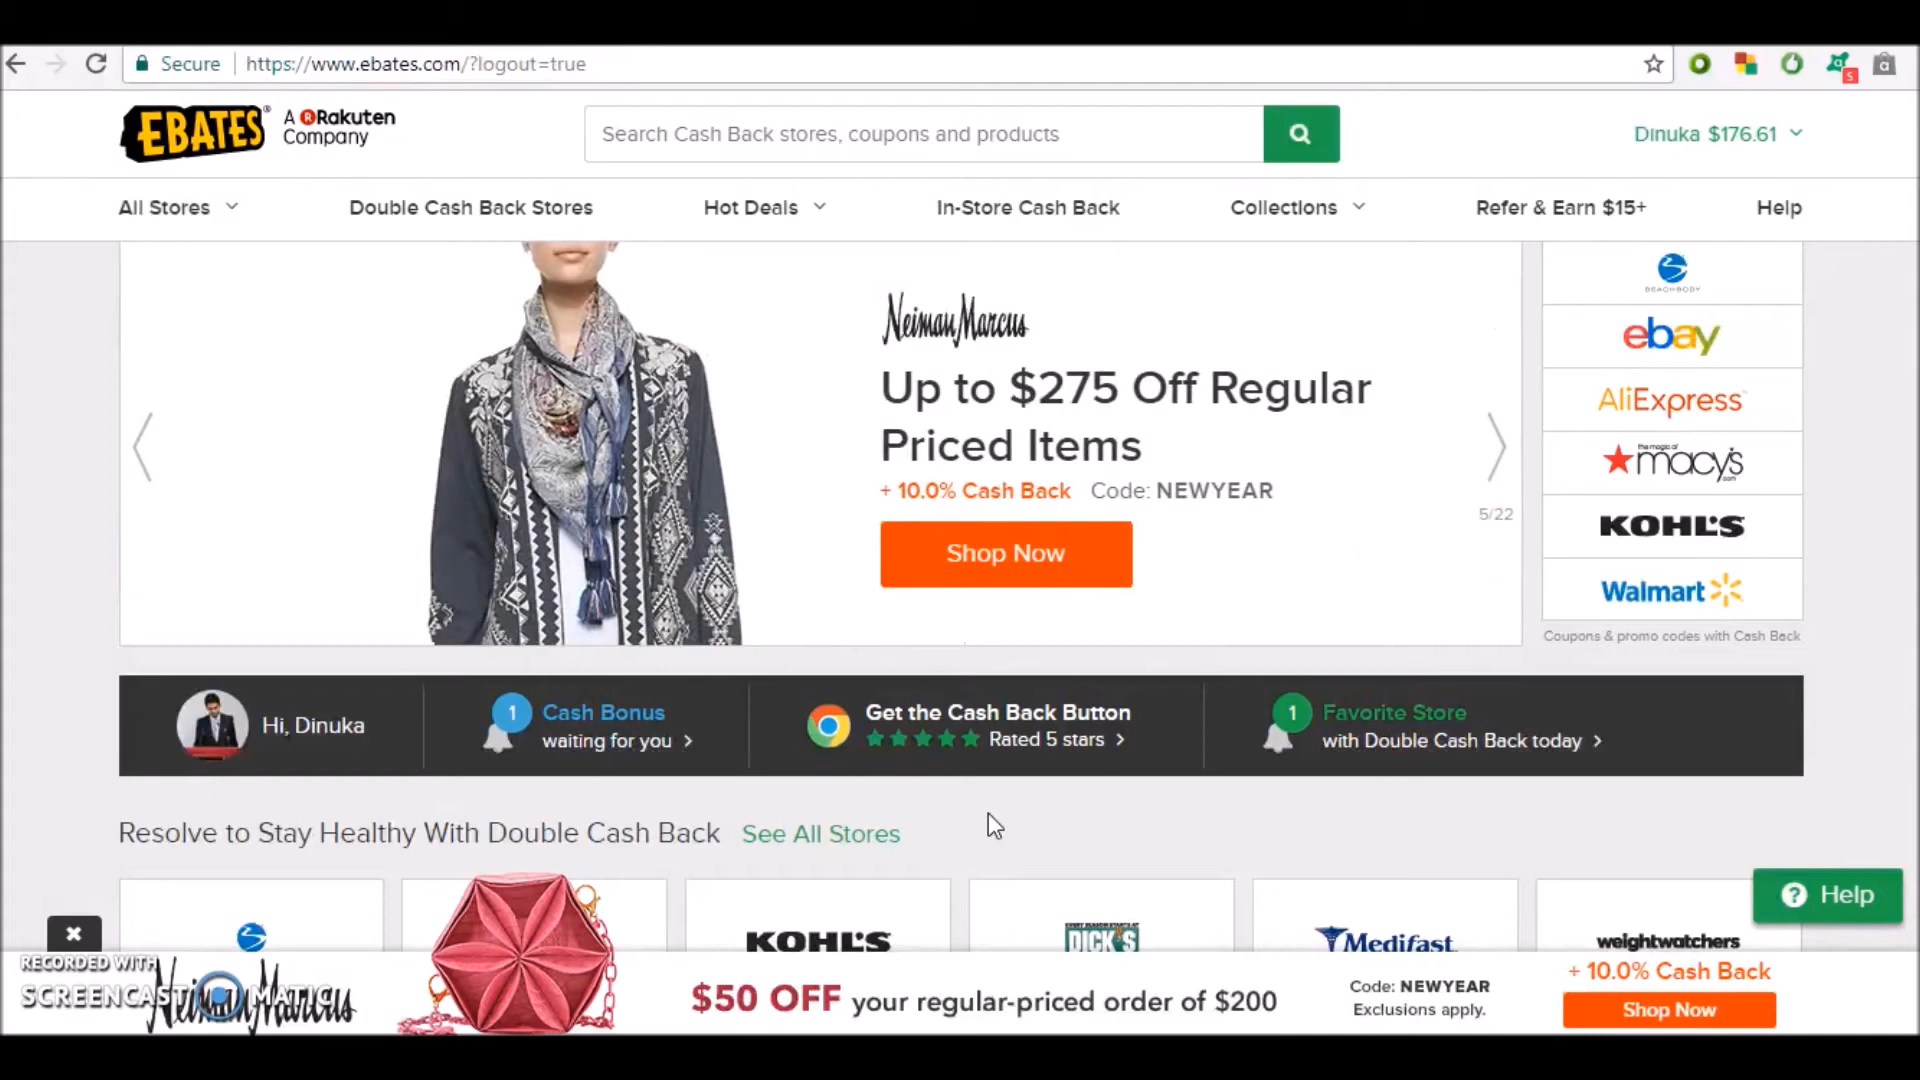 Secure
https://www.ebates.com/?logout=true
s
a
EBATES®
A Rakuten
Company
Search Cash Back stores, coupons and products
Dinuka $176.61
All Stores
Double Cash Back Stores
Hot Deals
In-Store Cash Back
Collections
Refer & Earn $15+
Help
Neiman Marcus
Up to $275 Off Regular
Priced Items
+ 10.0% Cash Back Code: NEWYEAR
Shop Now
5/22
BEACHBODY
ebay
AliExpress™
the magic of
macy's
.com
KOHL'S
Walmart
Coupons & promo codes with Cash Back
Hi, Dinuka
1
Cash Bonus
waiting for you
Get the Cash Back Button
Rated 5 stars
1
Favorite Store
with Double Cash Back today
Resolve to Stay Healthy With Double Cash Back See All Stores
KOHL'S
DICK'S
Medifast
weightwatchers
Help
RECORDED WITH
SCREENCAST MATIC
Neiman Marcus
$50 OFF your regular-priced order of $200
Code: NEWYEAR
Exclusions apply.
+ 10.0% Cash Back
Shop Now